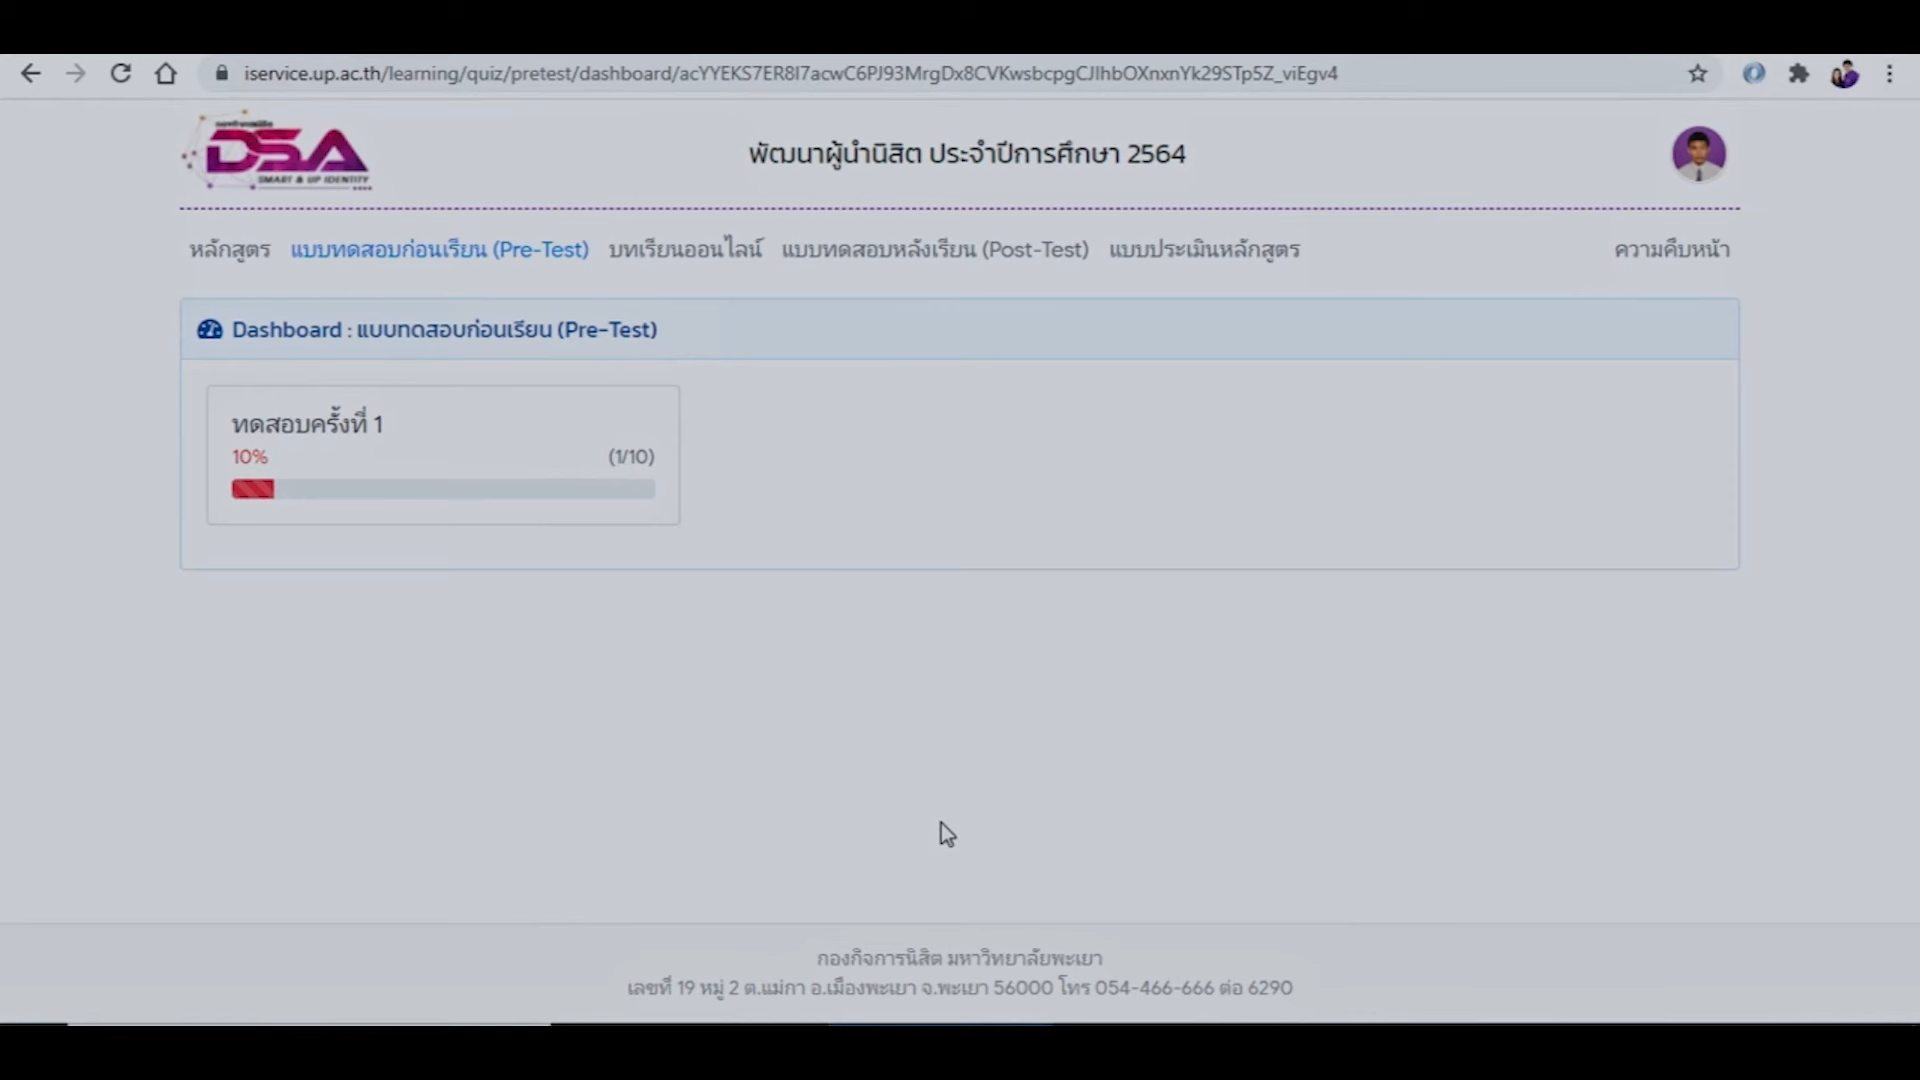 iservice.up.ac.th/learning/quiz/pretest/dashboard/acYYEKS7ER8I7acwC6PJ93MrgDx8CVKwsbcpgCJIhbOXnxnYk29STp5Z_viEgv4
DSA
SMART & UP IDENTITY
พัฒนาผู้นำนิสิต ประจำปีการศึกษา 2564
หลักสูตร แบบทดสอบก่อนเรียน (Pre-Test) บทเรียนออนไลน์ แบบทดสอบหลังเรียน (Post-Test) แบบประเมินหลักสูตร ความคืบหน้า
Dashboard : แบบทดสอบก่อนเรียน (Pre-Test)
ทดสอบครั้งที่ 1
10% (1/10)
กองกิจการนิสิต มหาวิทยาลัยพะเยา
เลขที่ 19 หมู่ 2 ต.แม่กา อ.เมืองพะเยา จ.พะเยา 56000 โทร 054-466-666 ต่อ 6290